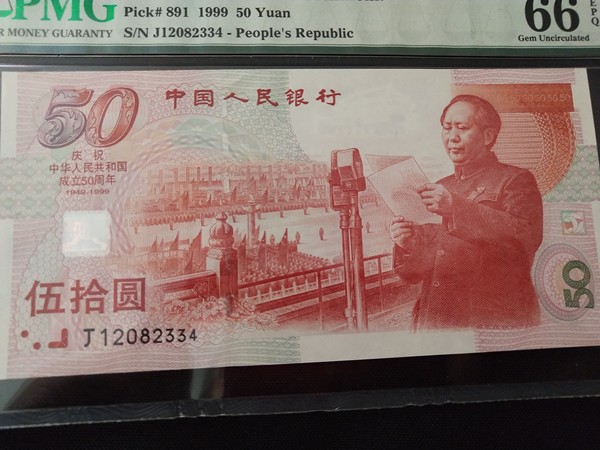 PMG
Pick# 891 1999 50 Yuan
66 EPQ
MONEY GUARANTY
S/N J12082334 - People's Republic
Gem Uncirculated
50
中国人民银行
庆祝
中华人民共和国
成立50周年
1949-1999
伍拾圆
50
J12082334